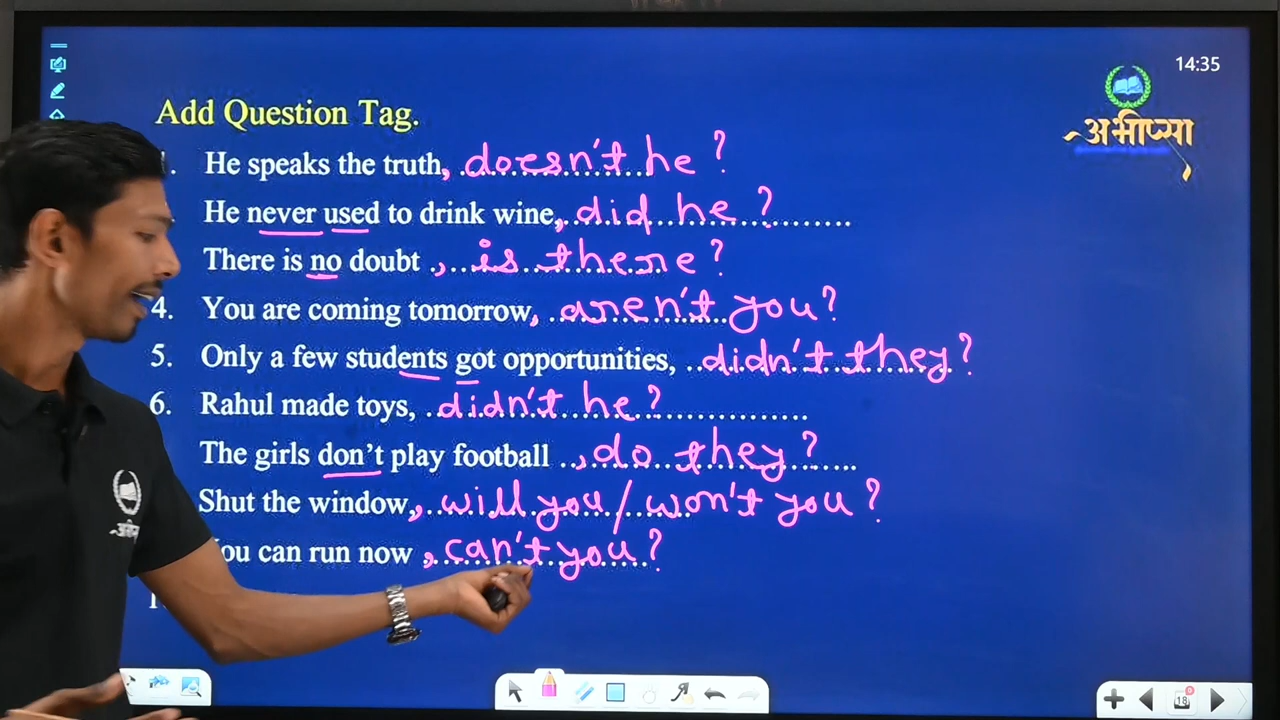 14:35
अभीप्सा
Add Question Tag.
. He speaks the truth, doesn't he?
. He never used to drink wine, did he?
There is no doubt, is there?
4. You are coming tomorrow, aren't you?
5. Only a few students got opportunities, didn't they?
6. Rahul made toys, didn't he?
The girls don't play football, do they?
Shut the window, will you / won't you?
You can run now, can't you?
18